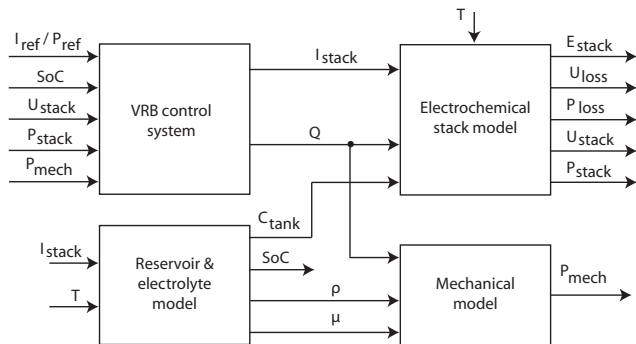 I_ref / P_ref
SoC
U_stack
P_stack
P_mech
VRB control
system
I_stack
Q
T
Electrochemical
stack model
E_stack
U_loss
P_loss
U_stack
P_stack
I_stack
T
Reservoir &
electrolyte
model
C_tank
SoC
ρ
μ
Mechanical
model
P_mech